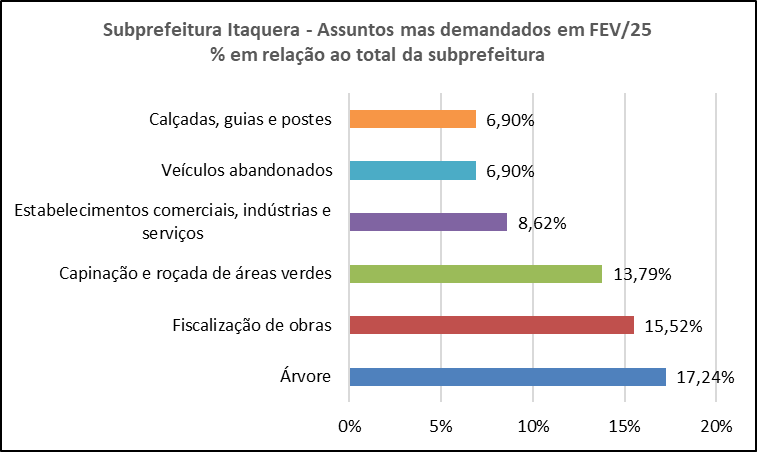 Subprefeitura Itaquera - Assuntos mas demandados em FEV/25
% em relação ao total da subprefeitura
Calçadas, guias e postes
6,90%
Veículos abandonados
6,90%
Estabelecimentos comerciais, indústrias e
serviços
8,62%
Capinação e roçada de áreas verdes
13,79%
Fiscalização de obras
15,52%
Árvore
17,24%
0%
5%
10%
15%
20%